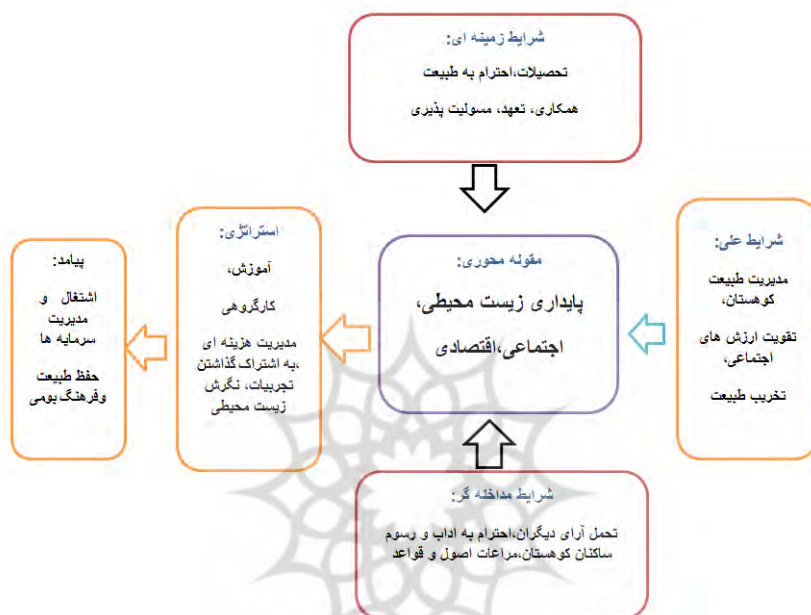 شرایط زمینه ای:
تحصیلات،احترام به طبیعت
همکاری، تعهد، مسولیت پذیری
شرایط علی:
مدیریت طبیعت
کوهستان،
تقویت ارزش های
اجتماعی،
تخریب طبیعت
مقوله محوری:
پایداری زیست محیطی،
اجتماعی،اقتصادی
استراتژی:
آموزش،
کارگروهی
مدیریت هزینه ای
،به اشتراک گذاشتن
تجربیات، نگرش
زیست محیطی
پیامد:
اشتغال و
مدیریت
سرمایه ها
حفظ طبیعت
وفرهنگ بومی
شرایط مداخله گر:
تحمل آرای دیگران،احترام به اداب و رسوم
ساکنان کوهستان،مراعات اصول و قواعد